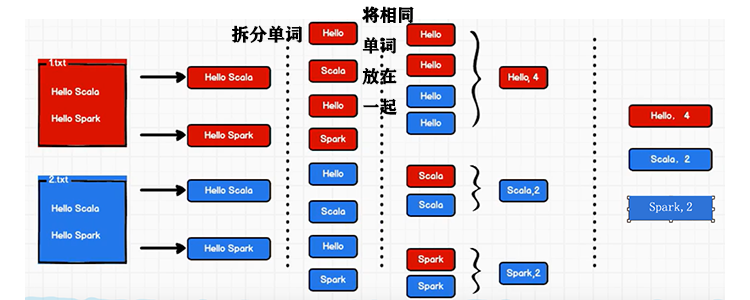 1.txt
Hello Scala
Hello Spark
2.txt
Hello Scala
Hello Spark
Hello Scala
Hello Spark
Hello Scala
Hello Spark
拆分单词
Hello
Scala
Hello
Spark
Hello
Scala
Hello
Spark
将相同
单词
放在
一起
Hello
Hello
Hello
Hello
Scala
Scala
Spark
Spark
Hello, 4
Scala,2
Spark,2
Hello, 4
Scala, 2
Spark,2